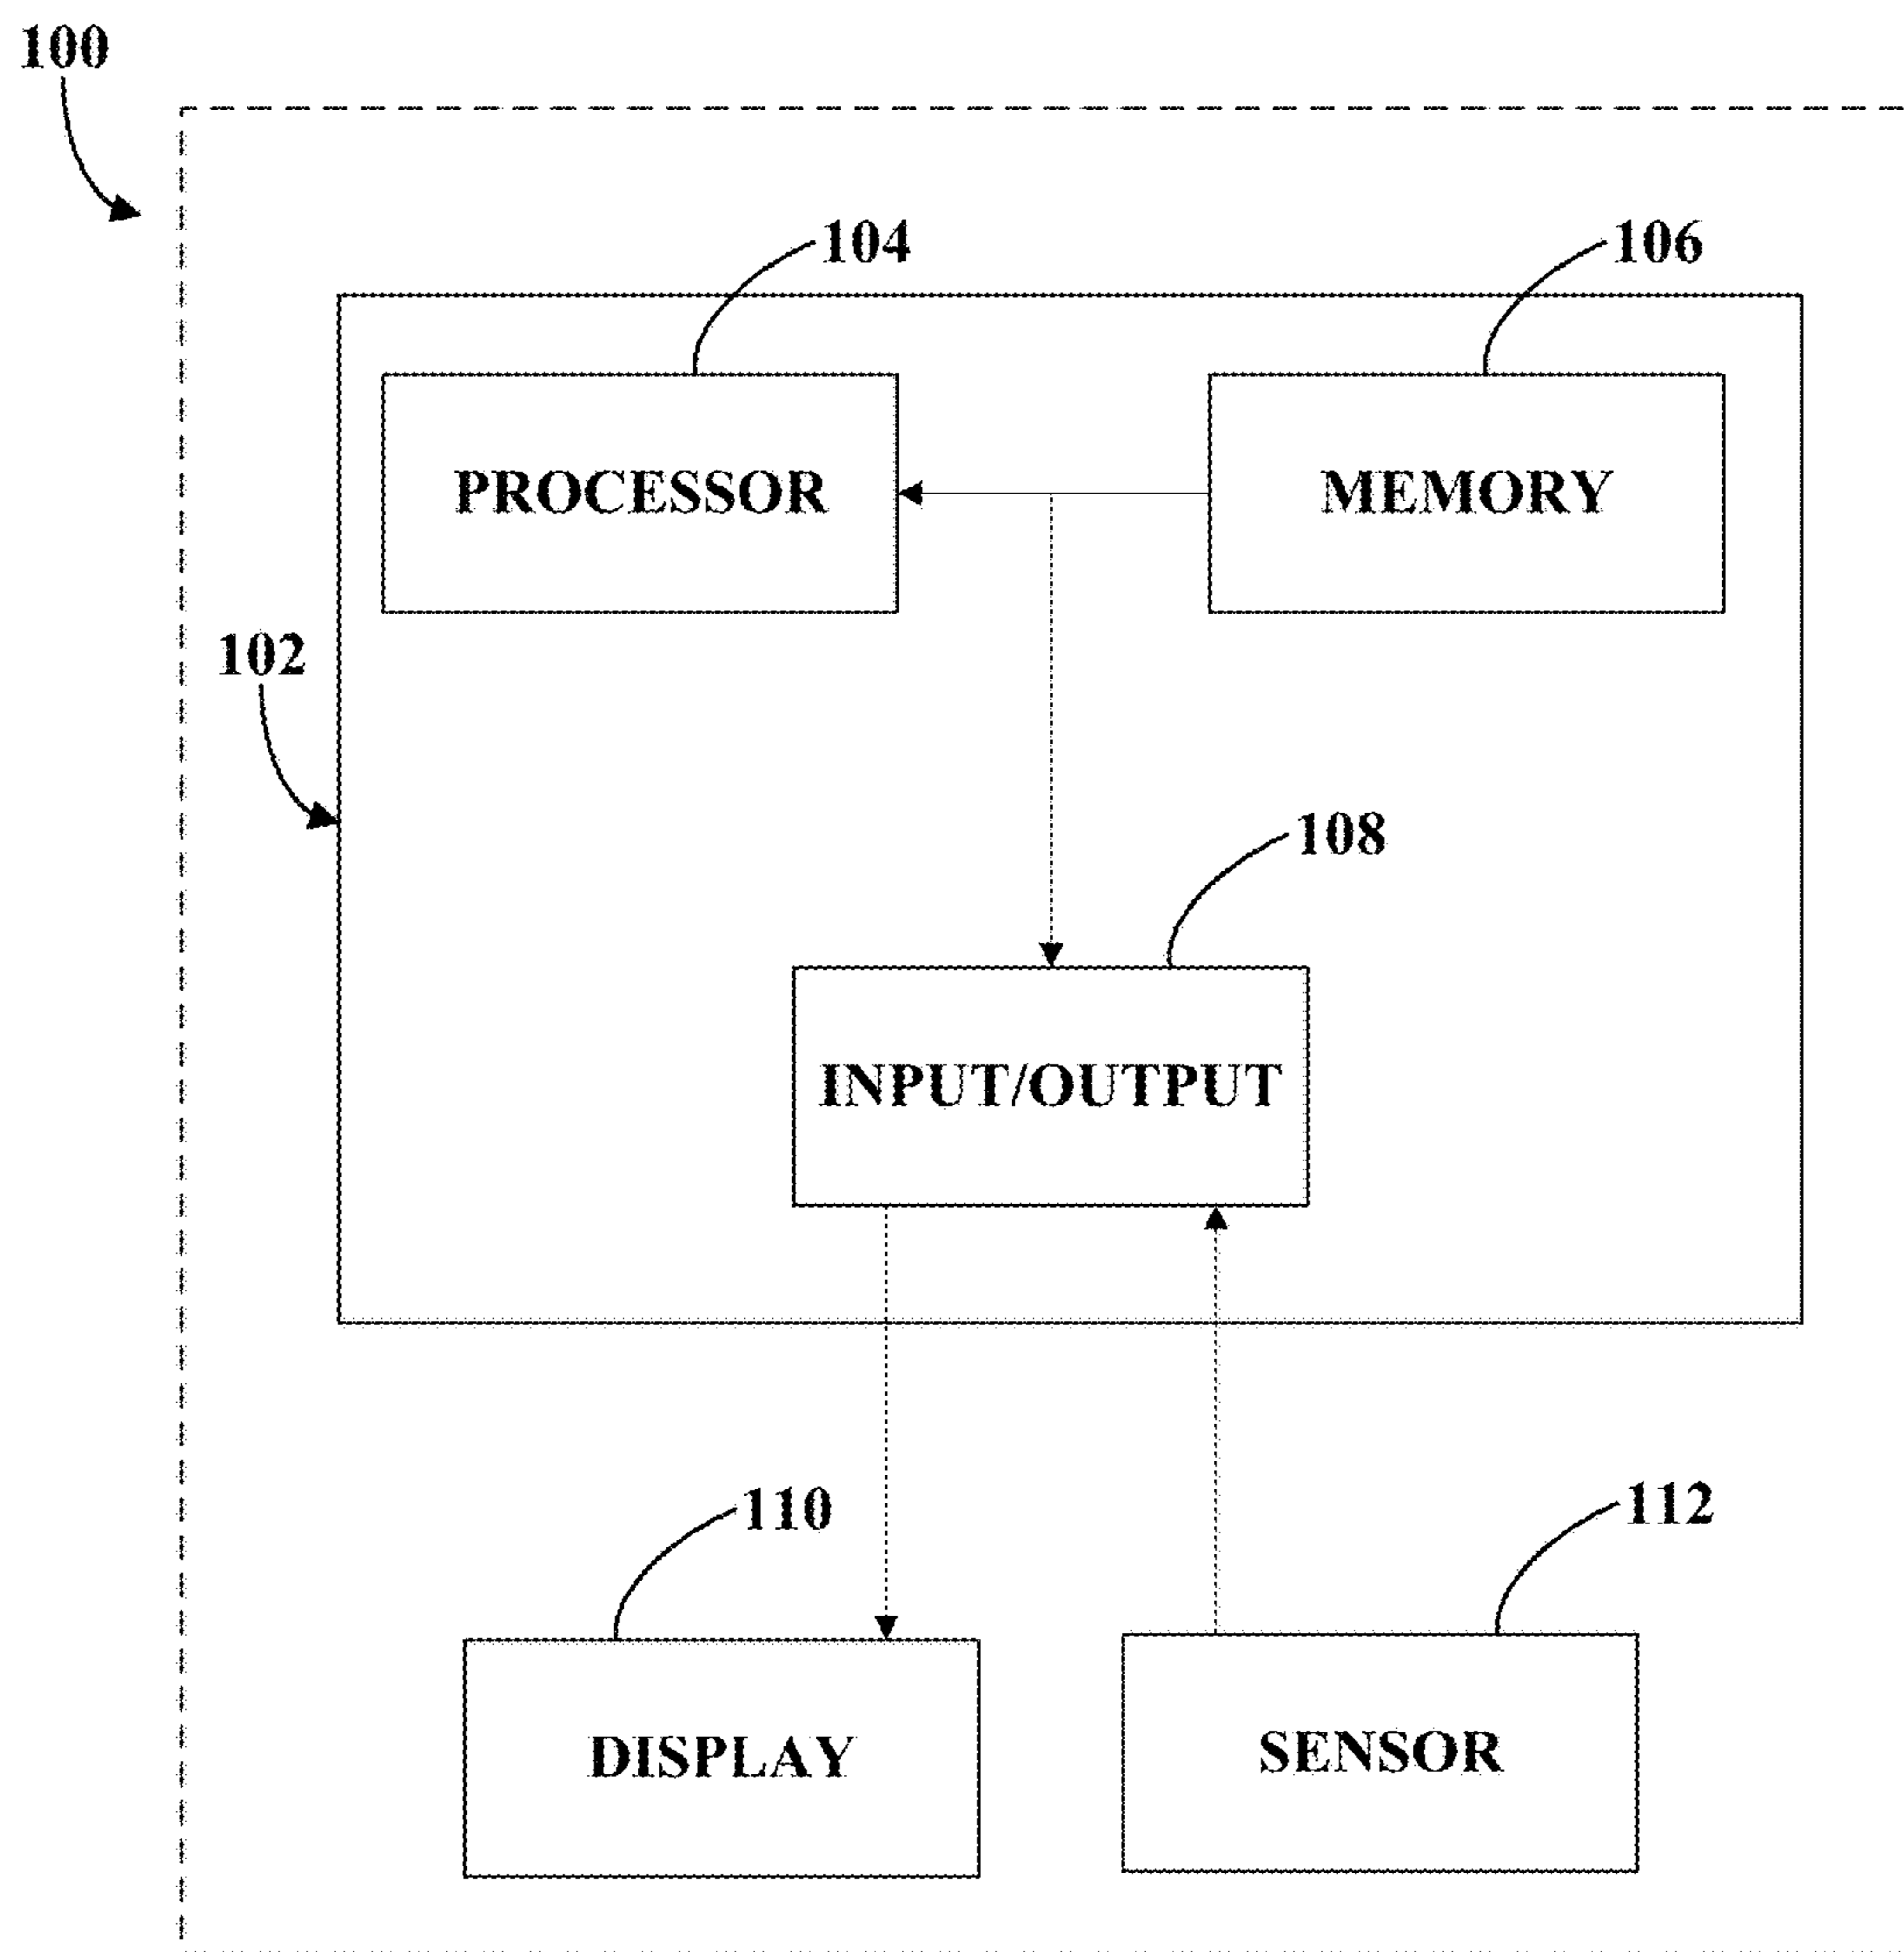 100
104
106
PROCESSOR
MEMORY
102
108
INPUT/OUTPUT
110
112
DISPLAY
SENSOR